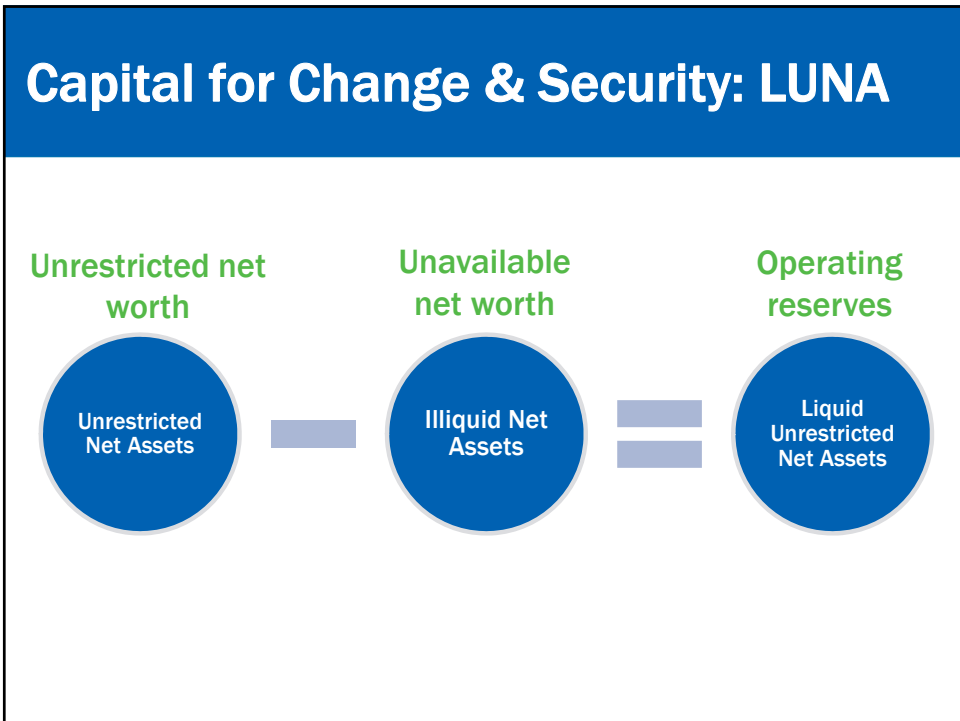 Capital for Change & Security: LUNA
Unrestricted net
worth
Unavailable
net worth
Operating
reserves
Unrestricted
Net Assets
Illiquid Net
Assets
Liquid
Unrestricted
Net Assets